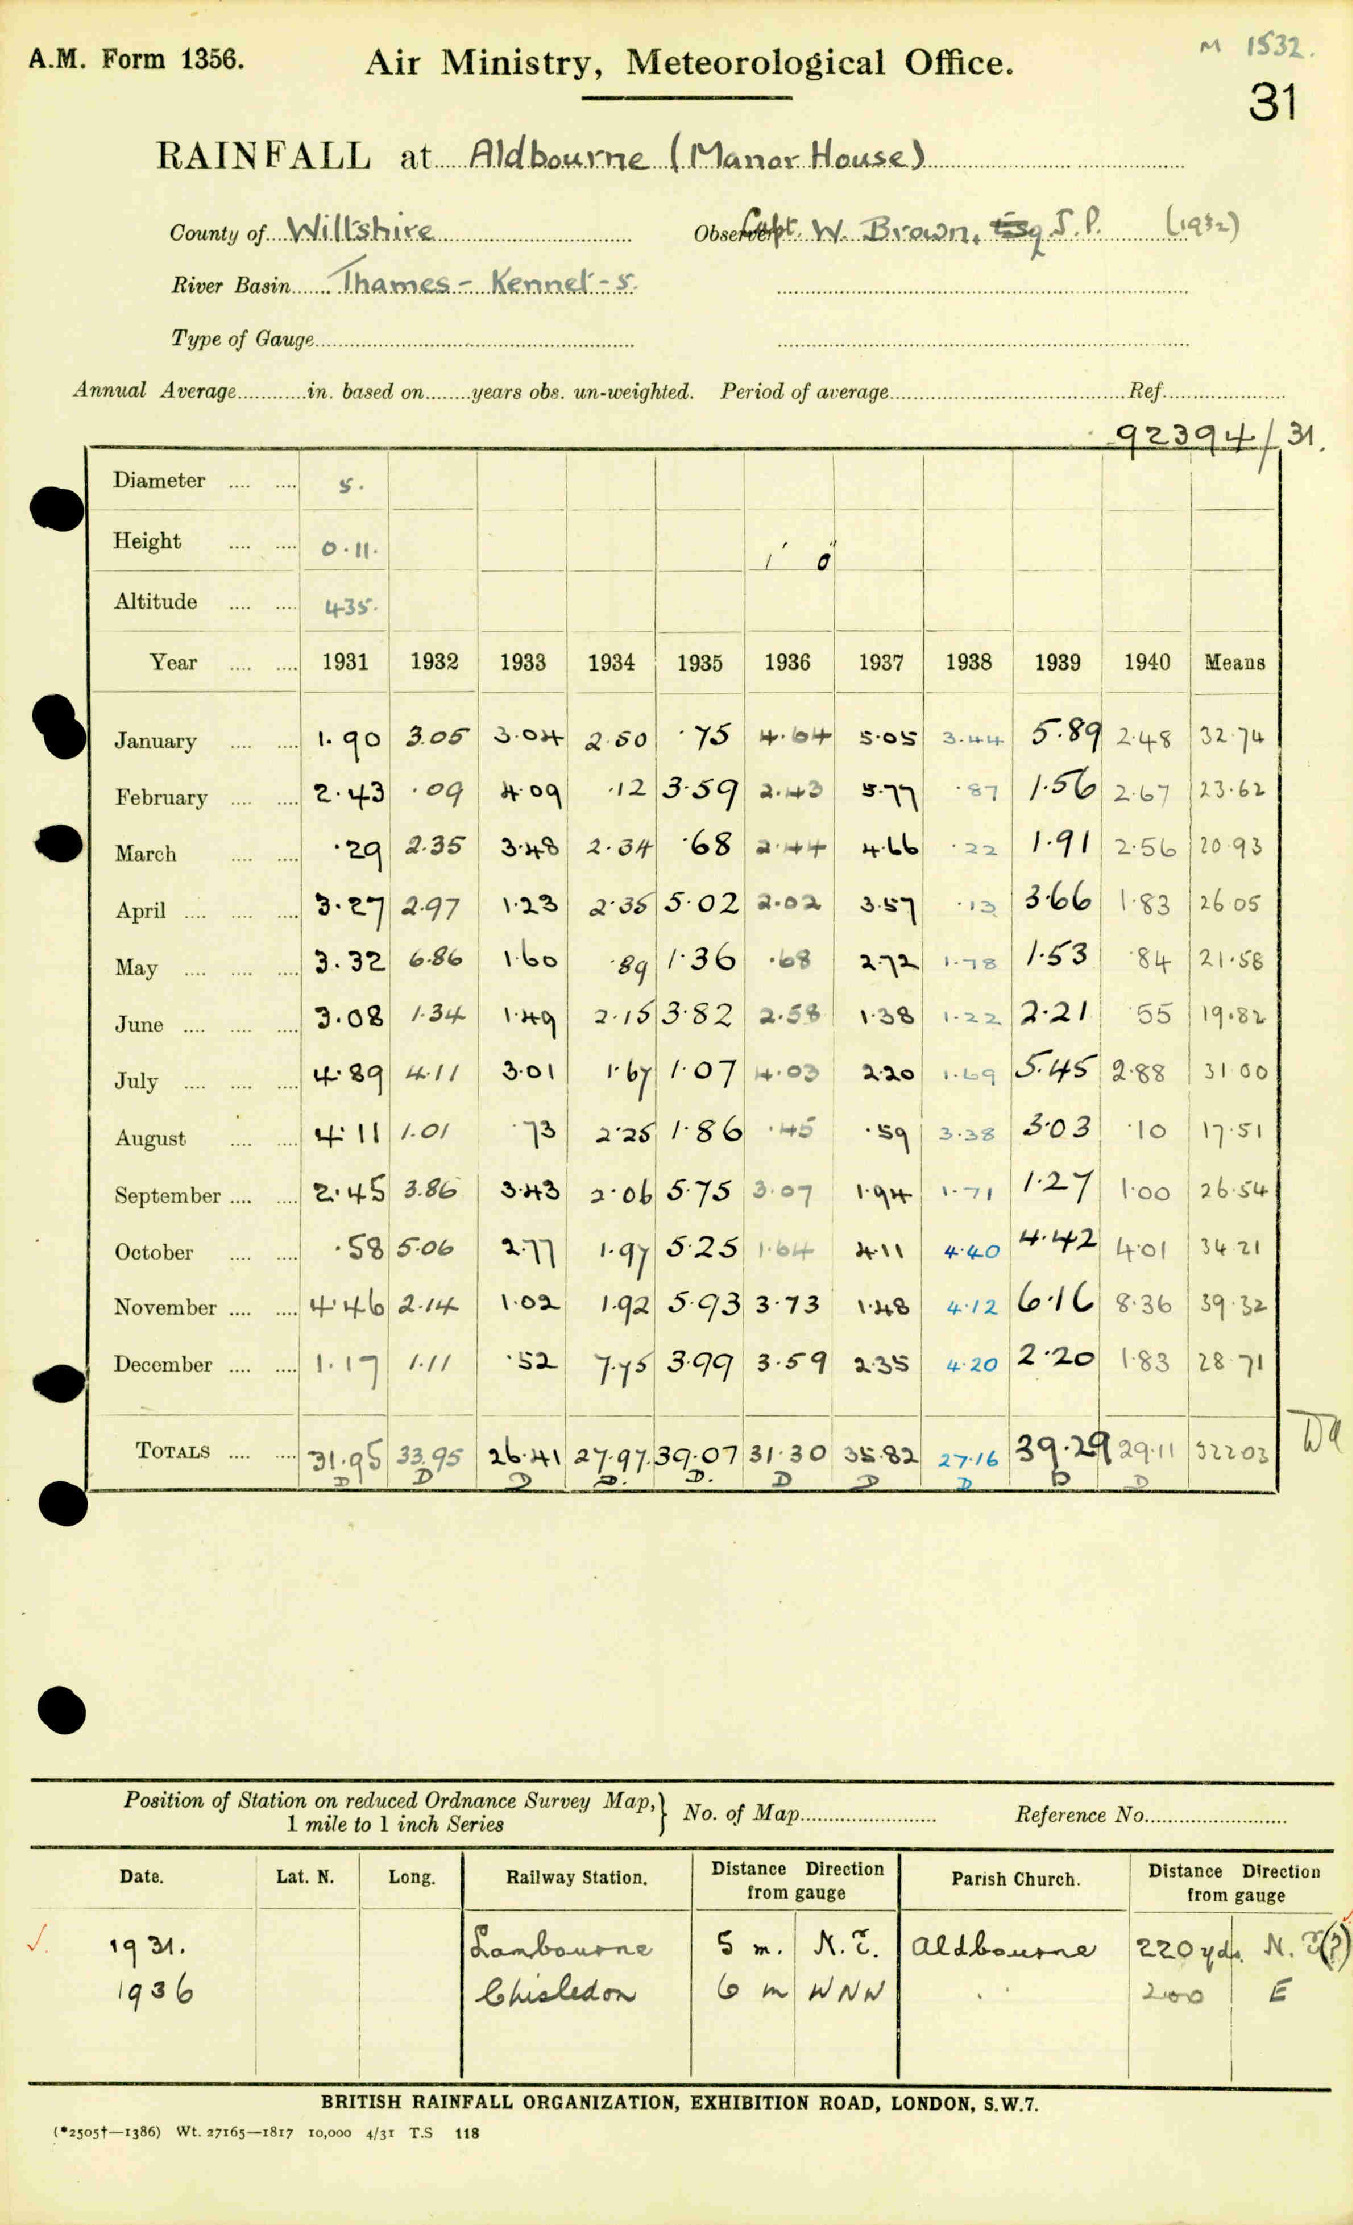 A.M. Form 1356. Air Ministry, Meteorological Office. M 1532.
31
RAINFALL at Aldbourne (Manor House)
County of Wiltshire Observer Capt. W. Brown, Esq J.P. (1932)
River Basin Thames - Kennet - 5.
Type of Gauge
Annual Average in. based on years obs. un-weighted. Period of average Ref.
92394/31.
Diameter 5.
Height 0.11. 1' 0"
Altitude 435.
Year 1931 1932 1933 1934 1935 1936 1937 1938 1939 1940 Means
January 1.90 3.05 3.04 2.50 .75 4.64 5.05 3.44 5.89 2.48 32.74
February 2.43 .09 4.09 .12 3.59 2.43 5.77 .87 1.56 2.67 23.62
March .29 2.35 3.48 2.34 .68 2.44 4.66 .22 1.91 2.56 20.93
April 3.27 2.97 1.23 2.35 5.02 2.02 3.57 .13 3.66 1.83 26 05
May 3.32 6.86 1.60 .89 1.36 .68 2.72 1.78 1.53 .84 21.58
June 3.08 1.34 1.49 2.15 3.82 2.58 1.38 1.22 2.21 55 19.82
July 4.89 4.11 3.01 1.67 1.07 4.03 2.20 1.69 5.45 2.88 31 00
August 4.11 1.01 .73 2.25 1.86 .45 .59 3.38 3.03 .10 17.51
September 2.45 3.86 3.43 2.06 5.75 3.07 1.94 1.71 1.27 1.00 26.54
October .58 5.06 2.77 1.97 5.25 1.64 4.11 4.40 4.42 4.01 34.21
November 4.46 2.14 1.02 1.92 5.93 3.73 1.48 4.12 6.16 8.36 39.32
December 1.17 1.11 .52 7.75 3.99 3.59 2.35 4.20 2.20 1.83 28.71
TOTALS 31.95 33.95 26.41 27.97 39.07 31.30 35.82 27.16 39.29 29.11 32203
D D D D. D. D D D D D
Position of Station on reduced Ordnance Survey Map, } No. of Map Reference No.
1 mile to 1 inch Series
Date. Lat. N. Long. Railway Station. Distance Direction from gauge Parish Church. Distance Direction from gauge
1931. Lambourne 5 m. N.E. Aldbourne 220 yds. N.E (?)
1936 Chisledon 6 m WNW . . 200 E
BRITISH RAINFALL ORGANIZATION, EXHIBITION ROAD, LONDON, S.W.7.
(*2505†—1386) Wt. 27165—1817 10,000 4/31 T.S 118